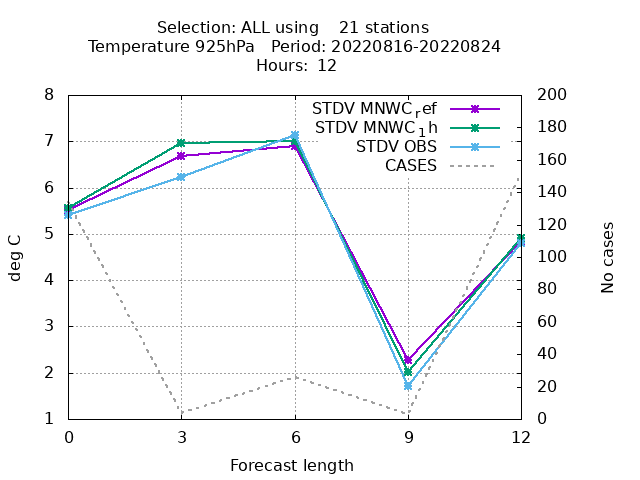 Selection: ALL using    21 stations
Temperature 925hPa   Period: 20220816-20220824
Hours: 12
STDV MNWC_ref
STDV MNWC_1h
STDV OBS
CASES
8
7
6
5
4
3
2
1
deg C
200
180
160
140
120
100
80
60
40
20
0
No cases
0 3 6 9 12
Forecast length